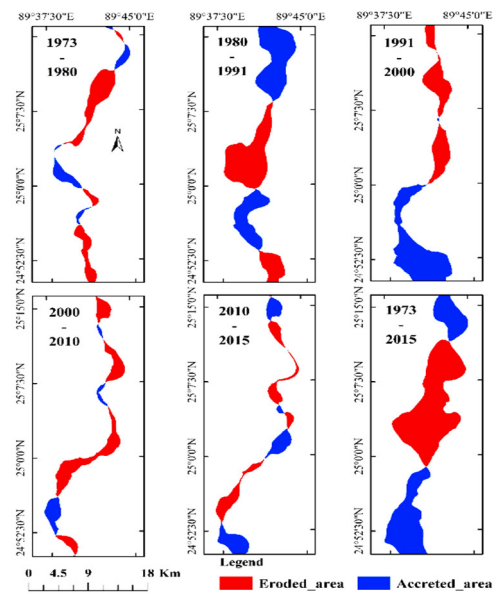 89°37'30"E 89°45'0"E 89°37'30"E 89°45'0"E 89°37'30"E 89°45'0"E
1973
-
1980
1980
-
1991
1991
-
2000
25°7'30"N 25°7'30"N 25°7'30"N
N
25°0'0"N 25°0'0"N 25°0'0"N
24°52'30"N 24°52'30"N 24°52'30"N
25°15'0"N 25°15'0"N 25°15'0"N
2000
-
2010
2010
-
2015
1973
-
2015
25°7'30"N 25°7'30"N 25°7'30"N
25°0'0"N 25°0'0"N 25°0'0"N
24°52'30"N 24°52'30"N 24°52'30"N
Legend
0 4.5 9 18 Km
Eroded_area Accreted_area